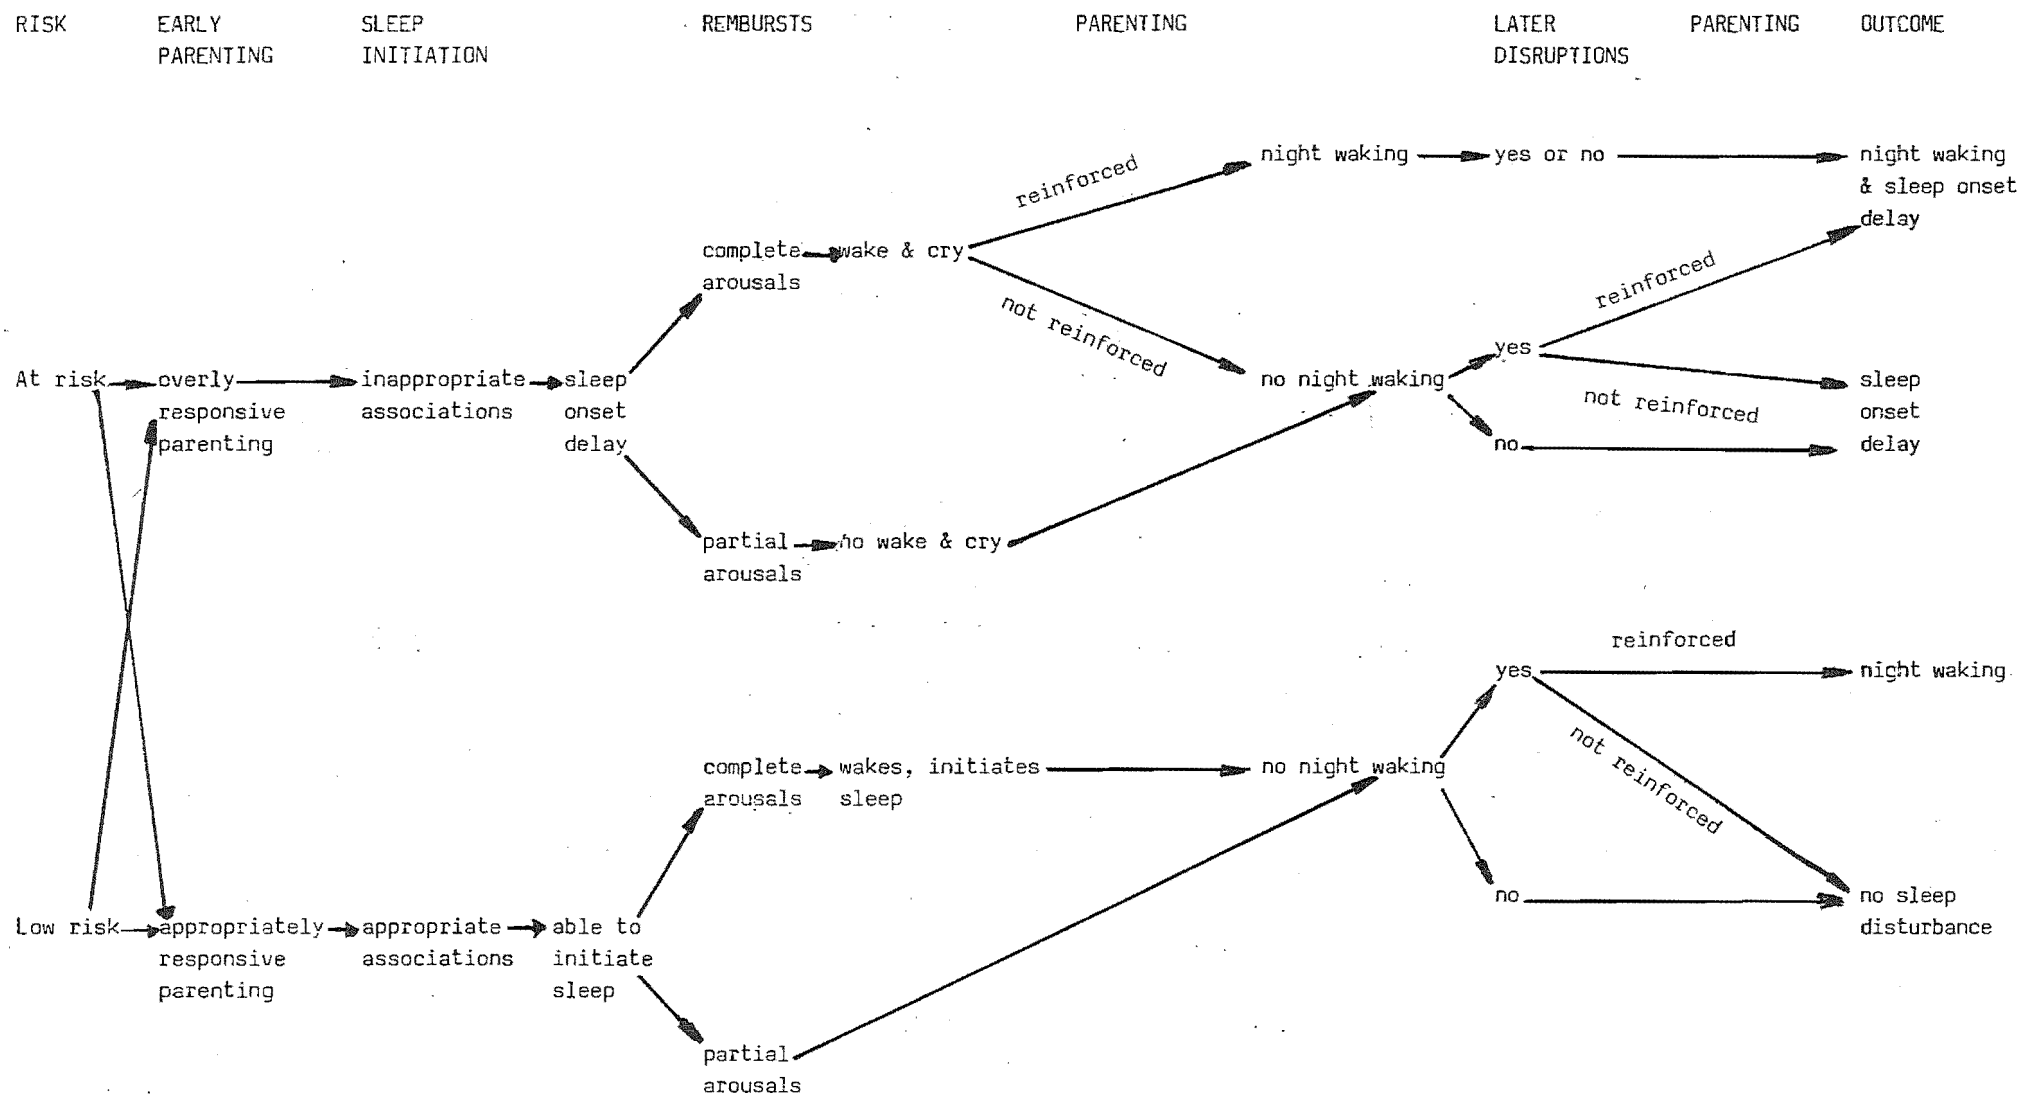 RISK EARLY SLEEP REMBURSTS PARENTING LATER PARENTING OUTCOME
PARENTING INITIATION DISRUPTIONS
night waking yes or no night waking
reinforced & sleep onset
delay
complete wake & cry
arousals
reinforced
not reinforced
yes
At risk overly inappropriate sleep no night waking sleep
responsive associations onset not reinforced onset
parenting delay no delay
partial no wake & cry
arousals
reinforced
yes night waking
not reinforced
complete wakes, initiates no night waking
arousals sleep
no no sleep
Low risk appropriately appropriate able to disturbance
responsive associations initiate
parenting sleep
partial
arousals